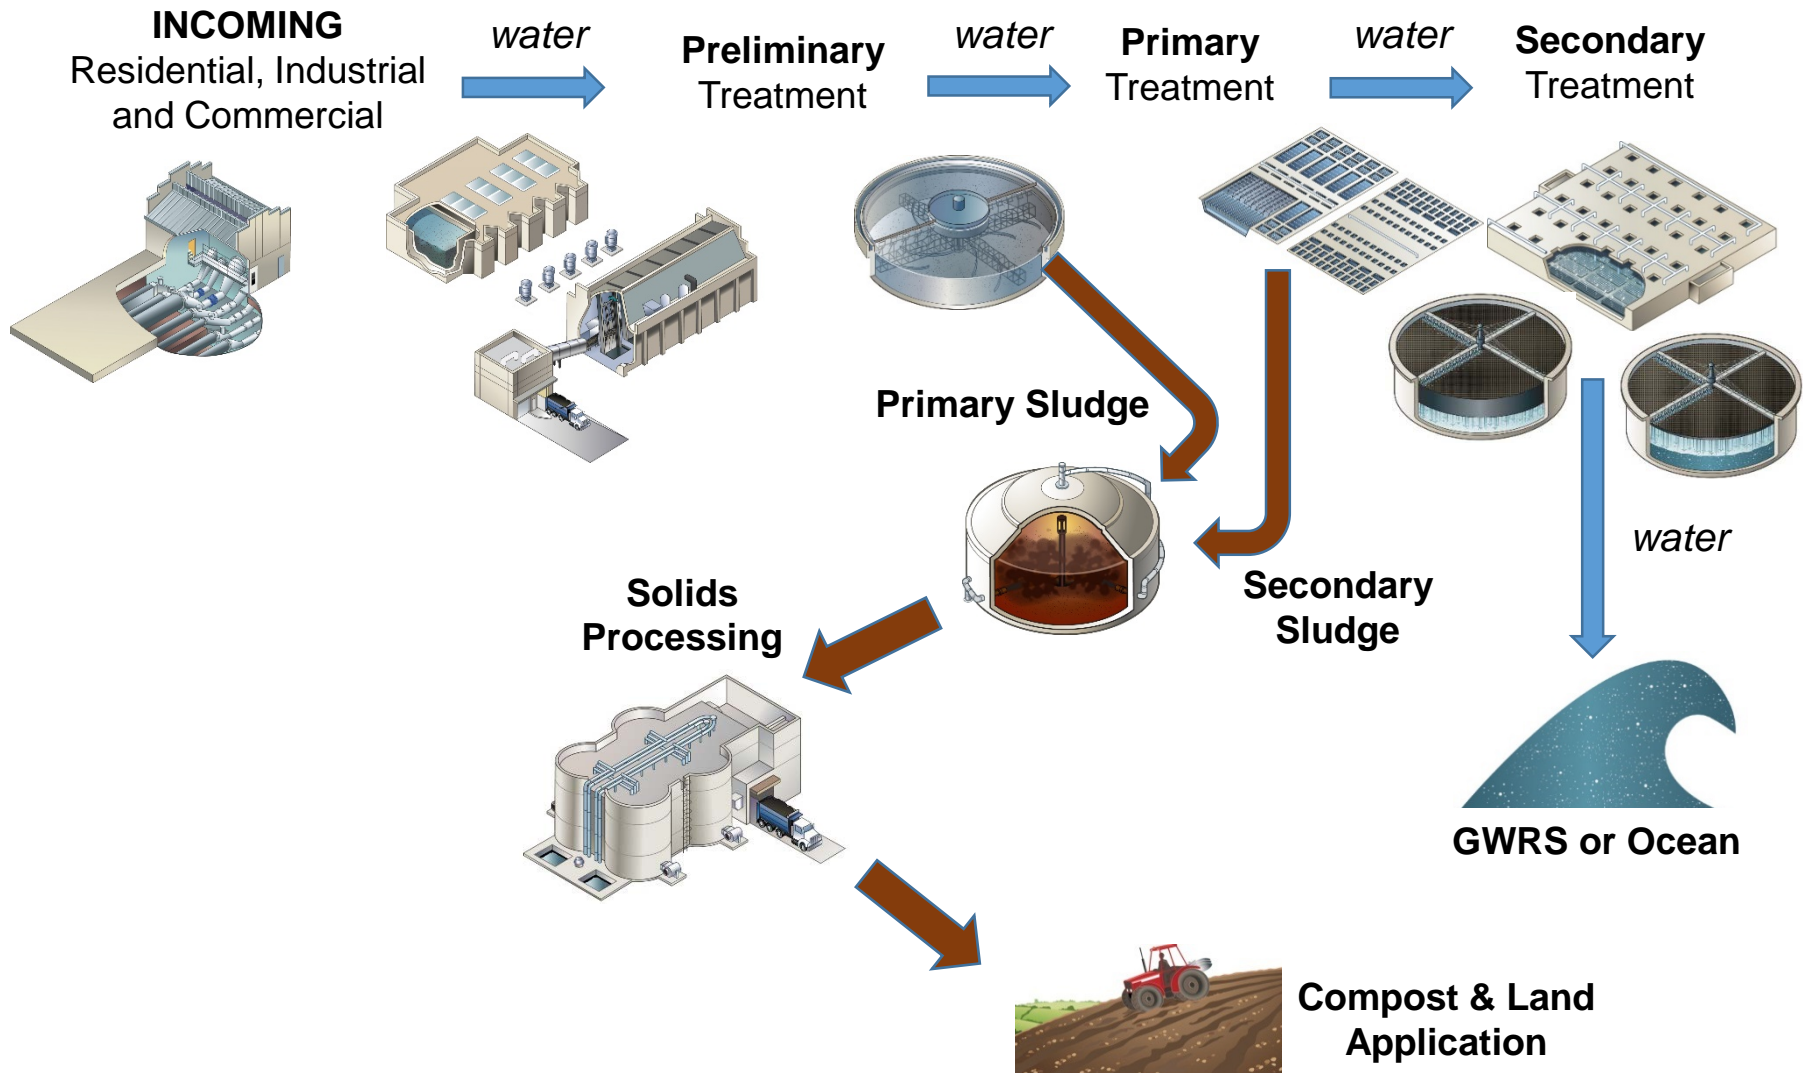 INCOMING
Residential, Industrial
and Commercial
water
Preliminary
Treatment
water
Primary
Treatment
water
Secondary
Treatment
Primary Sludge
Secondary
Sludge
water
Solids
Processing
GWRS or Ocean
Compost & Land
Application